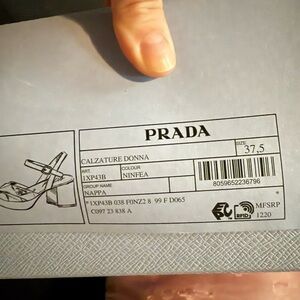 PRADA
SIZE
37,5
CALZATURE DONNA
ART.
COLOUR
1XP43B
NINFEA
GROUP NAME
NAPPA
8059652236796
*1XP43B 038 F0NZ2 8 99 F D065
C097 23 838 A
RFID
MFSRP
1220